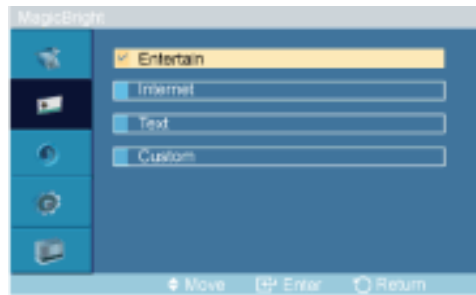 MagicBright
Entertain
Internet
Text
Custom
Move Enter Return